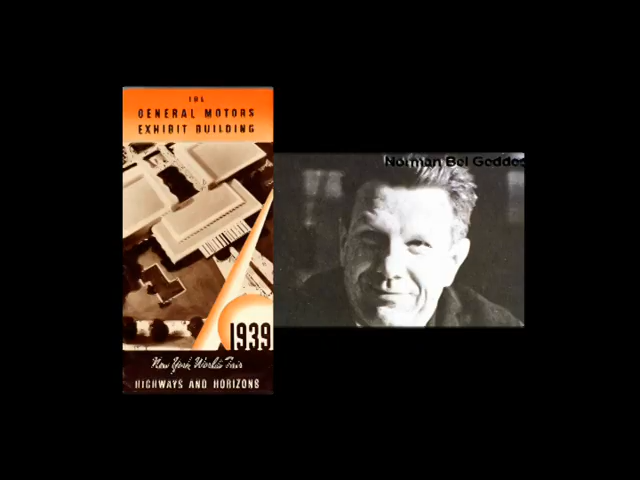 THE
GENERAL MOTORS
EXHIBIT BUILDING
1939
New York World's Fair
HIGHWAYS AND HORIZONS
Norman Bel Geddes